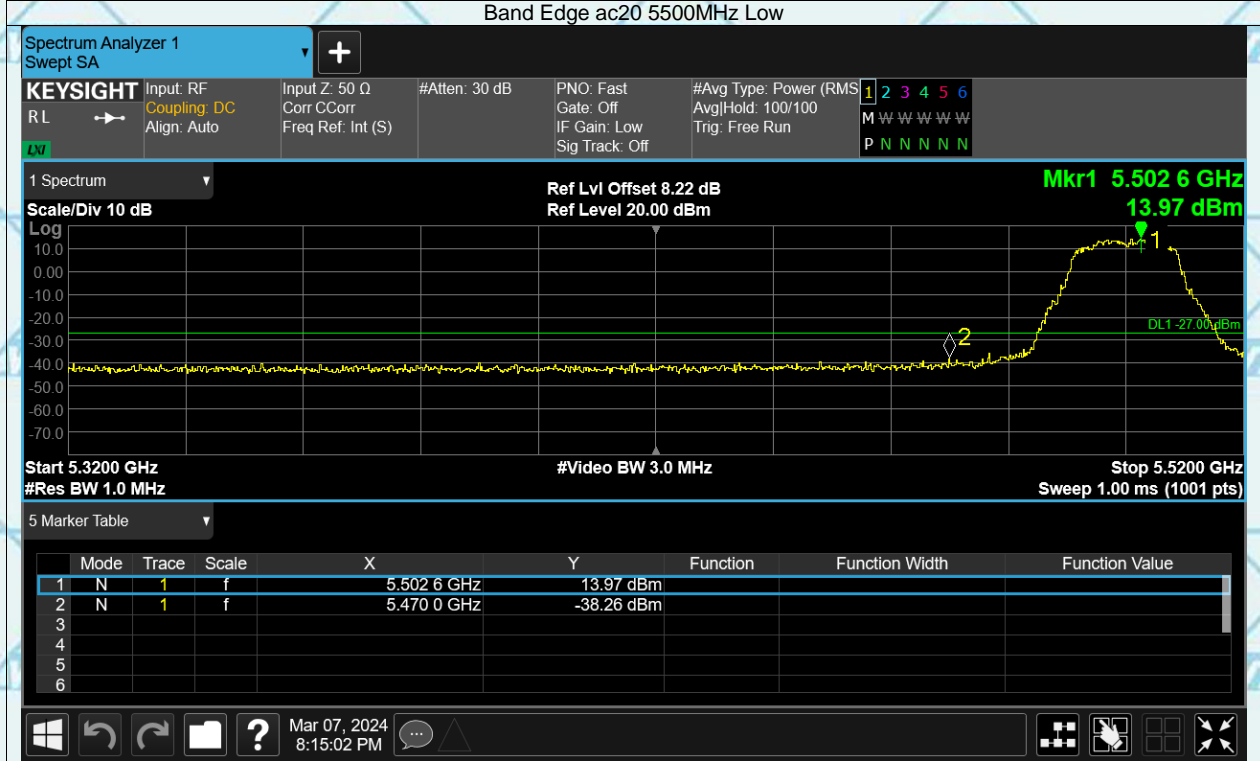 Band Edge ac20 5500MHz Low
Spectrum Analyzer 1
Swept SA
KEYSIGHT
R L
LXI
Input: RF
Coupling: DC
Align: Auto
Input Z: 50 Ω
Corr CCorr
Freq Ref: Int (S)
#Atten: 30 dB
PNO: Fast
Gate: Off
IF Gain: Low
Sig Track: Off
#Avg Type: Power (RMS
Avg|Hold: 100/100
Trig: Free Run
1 2 3 4 5 6
M W W W W W
P N N N N N
1 Spectrum
Scale/Div 10 dB
Ref Lvl Offset 8.22 dB
Ref Level 20.00 dBm
Mkr1 5.502 6 GHz
13.97 dBm
Log
10.0
0.00
-10.0
-20.0
-30.0
-40.0
-50.0
-60.0
-70.0
1
2
DL1 -27.00 dBm
Start 5.3200 GHz
#Video BW 3.0 MHz
Stop 5.5200 GHz
#Res BW 1.0 MHz
Sweep 1.00 ms (1001 pts)
5 Marker Table
Mode Trace Scale X Y Function Function Width Function Value
1 N 1 f 5.502 6 GHz 13.97 dBm
2 N 1 f 5.470 0 GHz -38.26 dBm
3
4
5
6
Mar 07, 2024
8:15:02 PM